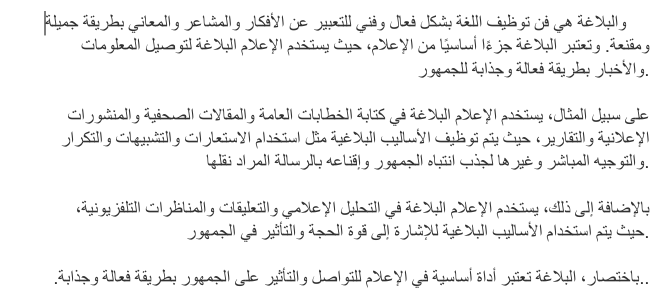 والبلاغة هي فن توظيف اللغة بشكل فعال وفني للتعبير عن الأفكار والمشاعر والمعاني بطريقة جميلة
ومقنعة. وتعتبر البلاغة جزءًا أساسيًا من الإعلام، حيث يستخدم الإعلام البلاغة لتوصيل المعلومات
والأخبار بطريقة فعالة وجذابة للجمهور.
على سبيل المثال، يستخدم الإعلام البلاغة في كتابة الخطابات العامة والمقالات الصحفية والمنشورات
الإعلانية والتقارير، حيث يتم توظيف الأساليب البلاغية مثل استخدام الاستعارات والتشبيهات والتكرار
والتوجيه المباشر وغيرها لجذب انتباه الجمهور وإقناعه بالرسالة المراد نقلها.
بالإضافة إلى ذلك، يستخدم الإعلام البلاغة في التحليل الإعلامي والتعليقات والمناظرات التلفزيونية،
حيث يتم استخدام الأساليب البلاغية للإشارة إلى قوة الحجة والتأثير في الجمهور.
..باختصار، البلاغة تعتبر أداة أساسية في الإعلام للتواصل والتأثير على الجمهور بطريقة فعالة وجذابة.